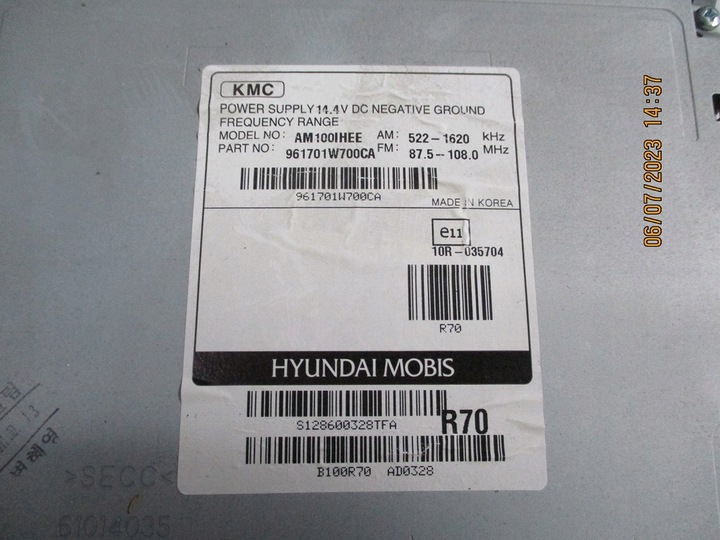 KMC
POWER SUPPLY 14.4V DC NEGATIVE GROUND
FREQUENCY RANGE
MODEL NO: AM100IHEE AM: 522-1620 kHz
PART NO: 961701W700CA FM: 87.5-108.0 MHz
961701W700CA
MADE IN KOREA
e11
10R-035704
R70
HYUNDAI MOBIS
S128600328TFA
R70
B100R70 AD0328
>SECC<
61014035
06/07/2023 14:37